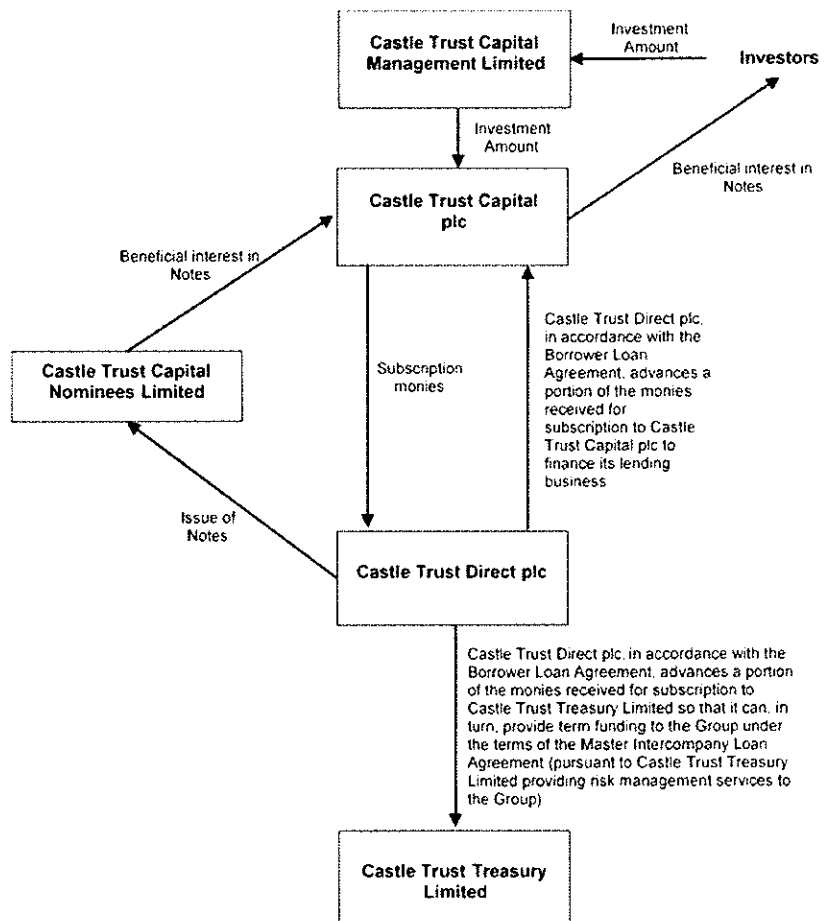 Castle Trust Capital
Management Limited
Investment
Amount
Investors
Investment
Amount
Castle Trust Capital
plc
Beneficial interest in
Notes
Beneficial interest in
Notes
Castle Trust Capital
Nominees Limited
Subscription
monies
Castle Trust Direct plc,
in accordance with the
Borrower Loan
Agreement, advances a
portion of the monies
received for
subscription to Castle
Trust Capital plc to
finance its lending
business
Issue of
Notes
Castle Trust Direct plc
Castle Trust Direct plc, in accordance with the
Borrower Loan Agreement, advances a portion
of the monies received for subscription to
Castle Trust Treasury Limited so that it can, in
turn, provide term funding to the Group under
the terms of the Master Intercompany Loan
Agreement (pursuant to Castle Trust Treasury
Limited providing risk management services to
the Group)
Castle Trust Treasury
Limited